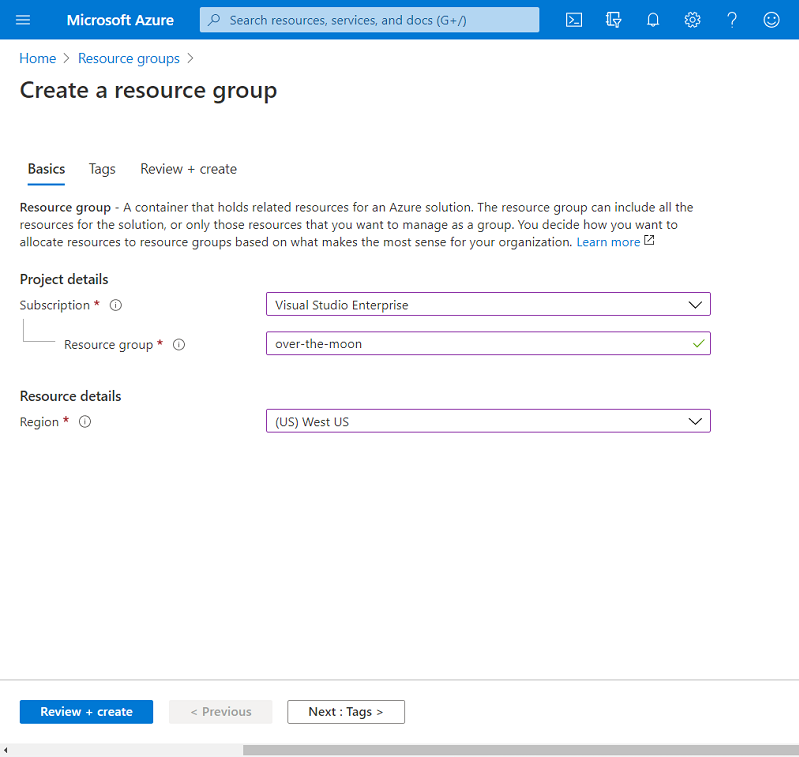 Microsoft Azure
Search resources, services, and docs (G+/)
Home > Resource groups >
Create a resource group
Basics Tags Review + create
Resource group - A container that holds related resources for an Azure solution. The resource group can include all the
resources for the solution, or only those resources that you want to manage as a group. You decide how you want to
allocate resources to resource groups based on what makes the most sense for your organization. Learn more
Project details
Subscription * Visual Studio Enterprise
Resource group * over-the-moon
Resource details
Region * (US) West US
Review + create < Previous Next : Tags >